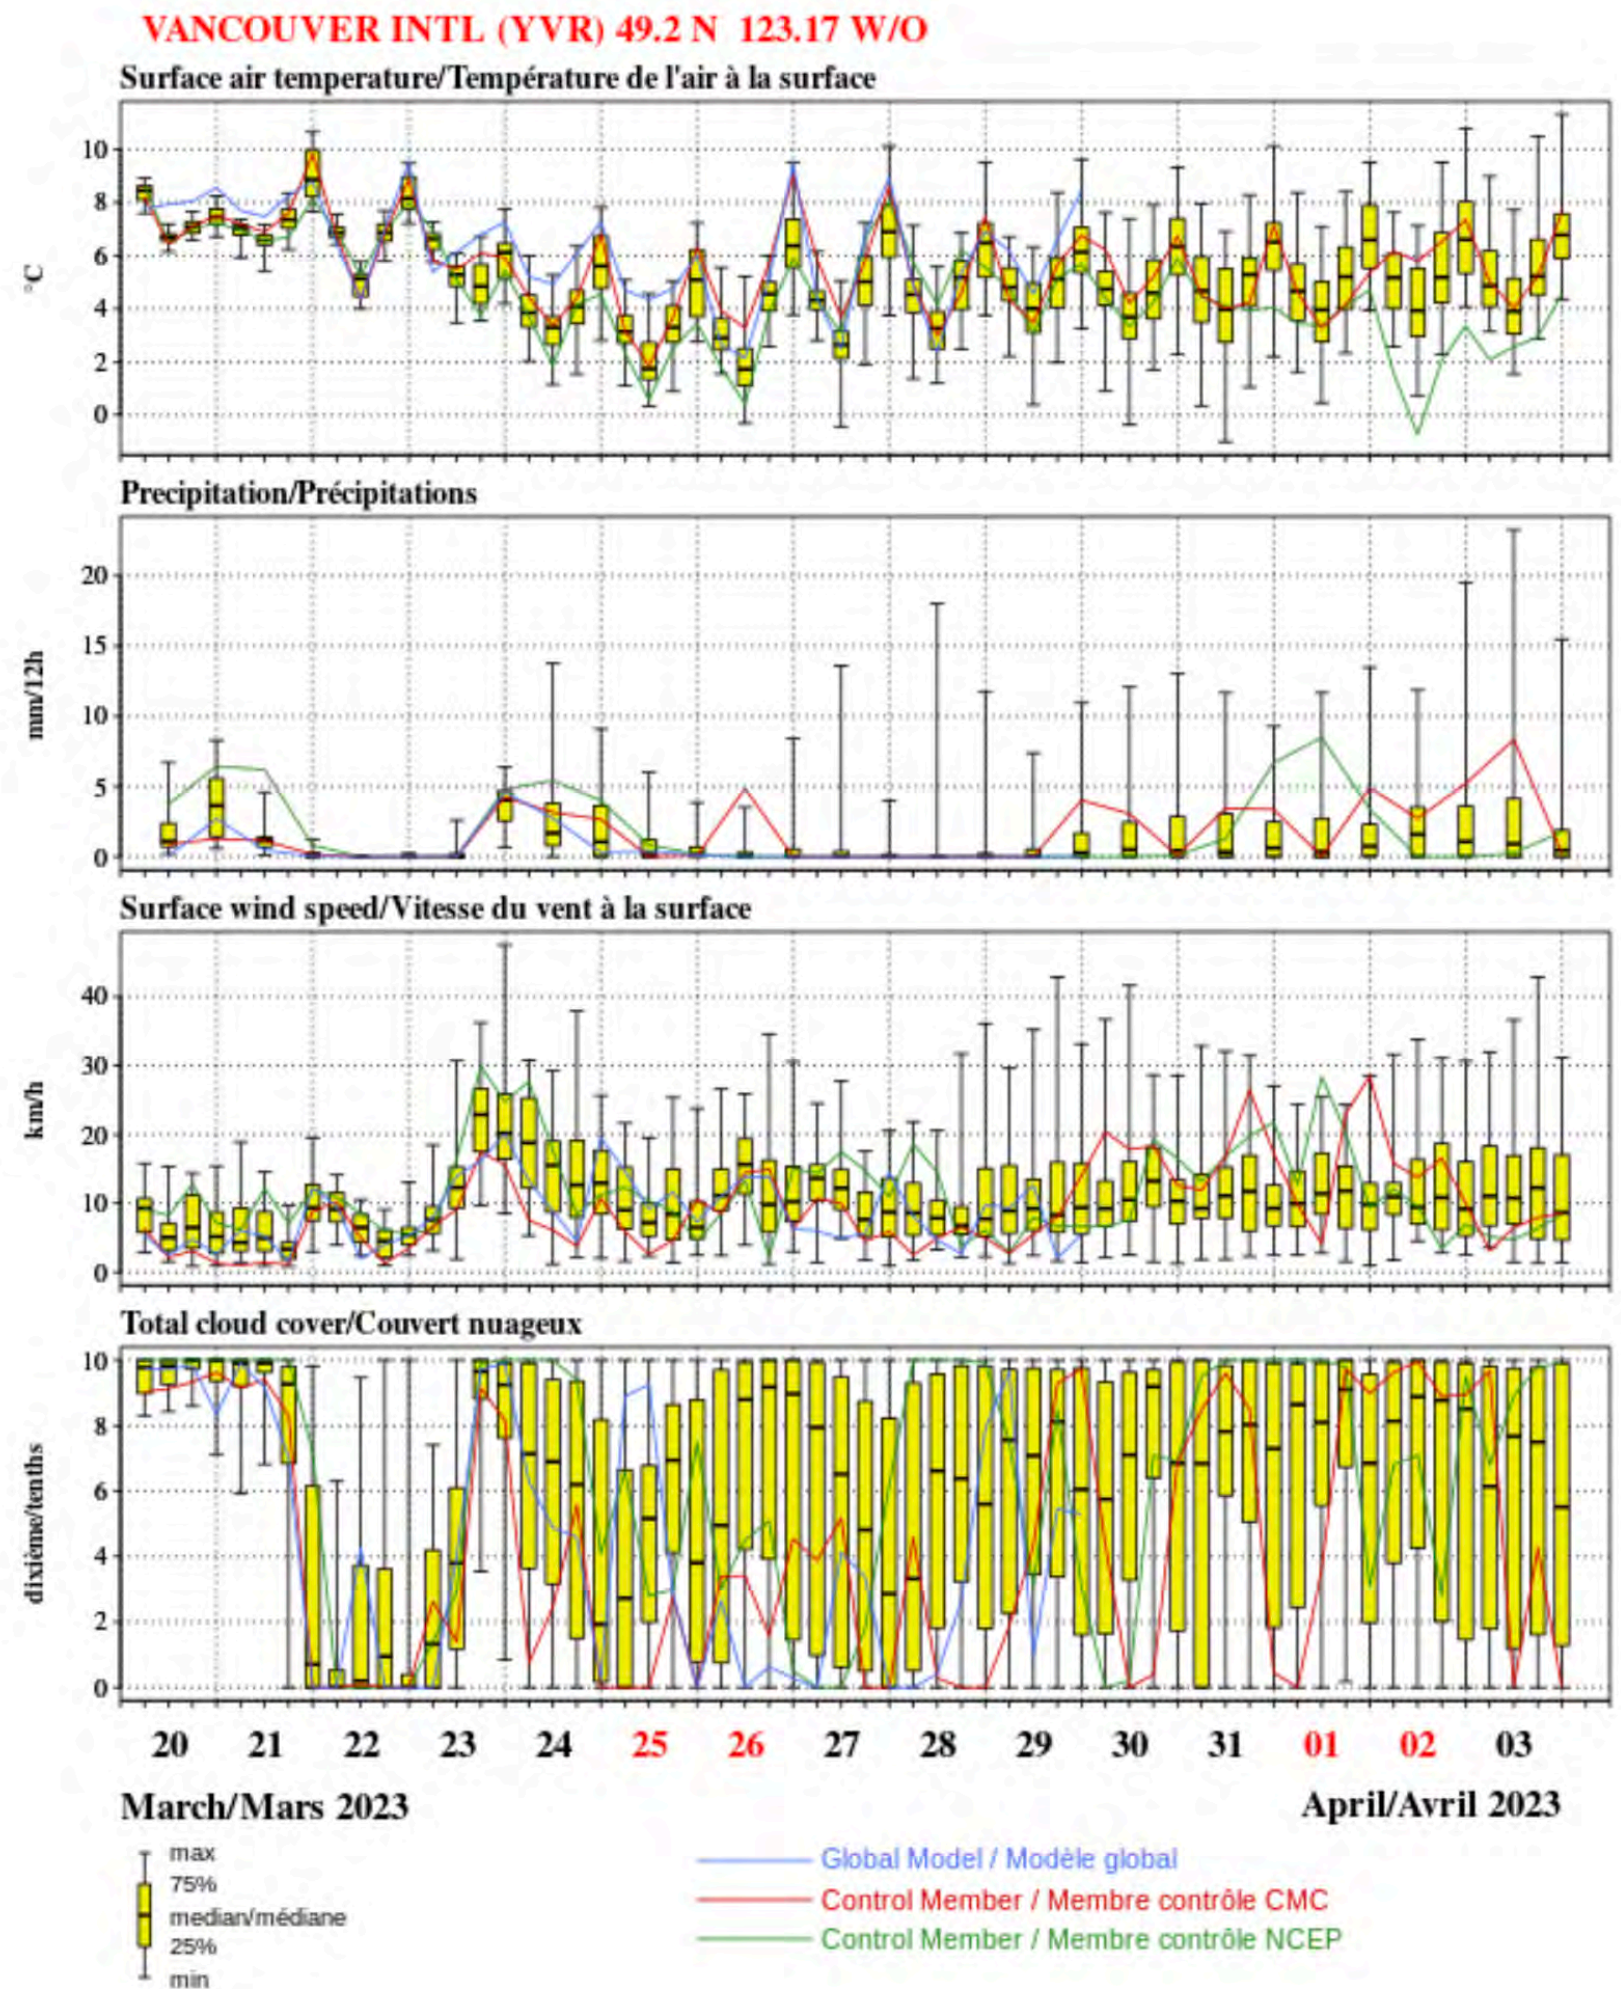 VANCOUVER INTL (YVR) 49.2 N 123.17 W/O
Surface air temperature/Température de l'air à la surface
10
8
6
4
2
0
°C
Precipitation/Précipitations
20
15
10
5
0
mm/12h
Surface wind speed/Vitesse du vent à la surface
40
30
20
10
0
km/h
Total cloud cover/Couvert nuageux
10
8
6
4
2
0
dixième/tenths
20 21 22 23 24 25 26 27 28 29 30 31 01 02 03
March/Mars 2023 April/Avril 2023
max
75%
median/médiane
25%
min
Global Model / Modèle global
Control Member / Membre contrôle CMC
Control Member / Membre contrôle NCEP